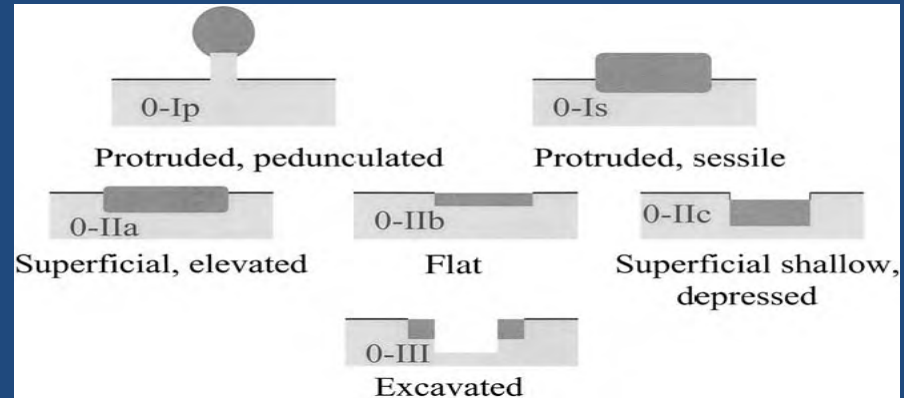 0-Ip
0-Is
Protruded, pedunculated
Protruded, sessile
0-IIa
0-IIb
0-IIc
Superficial, elevated
Flat
Superficial shallow,
depressed
0-III
Excavated